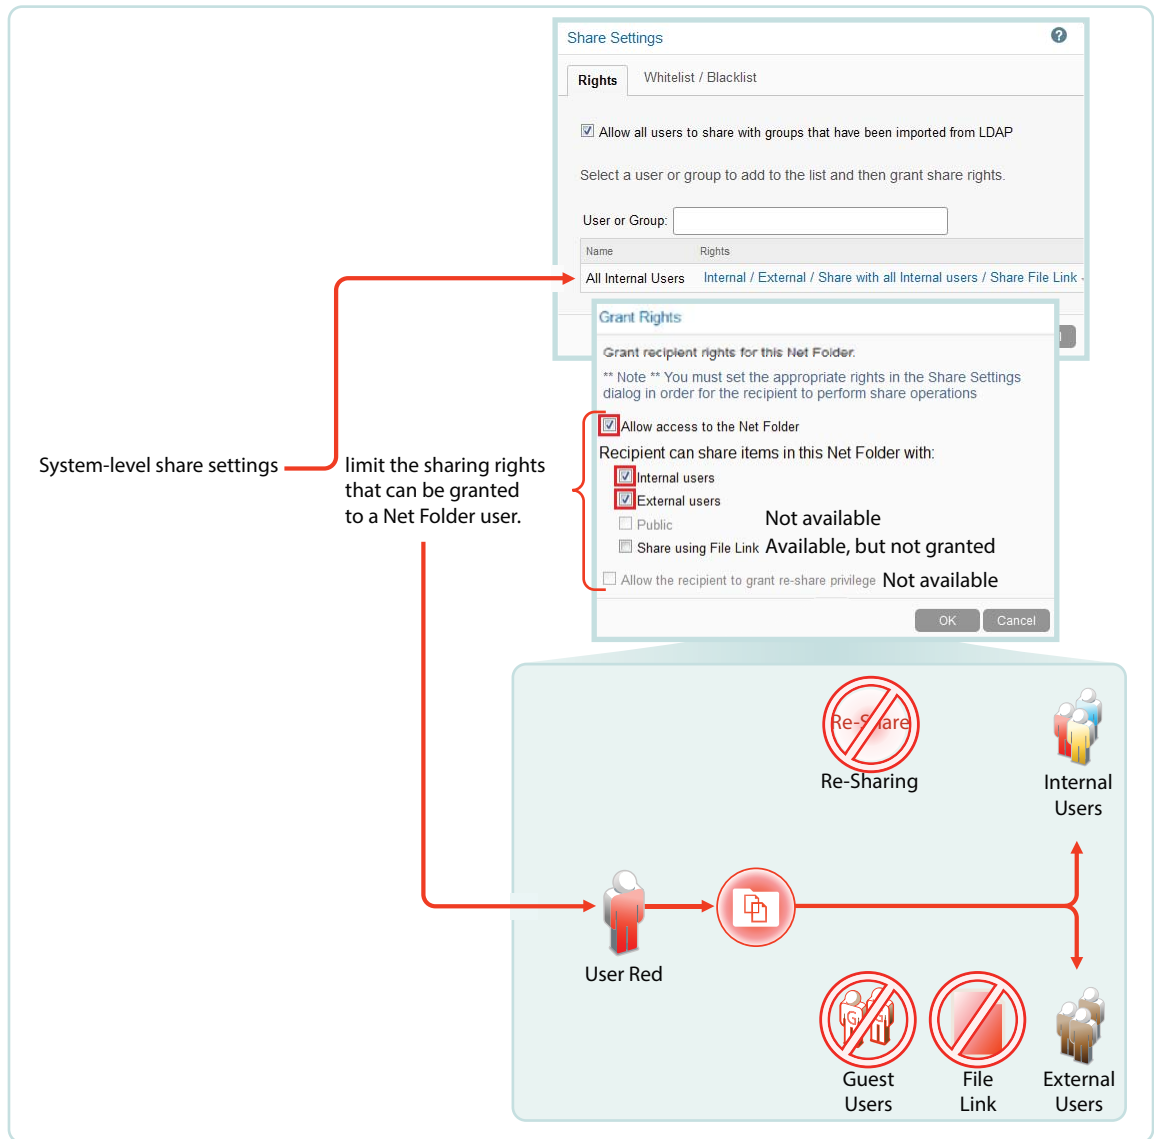 Share Settings
Rights
Whitelist / Blacklist
Allow all users to share with groups that have been imported from LDAP
Select a user or group to add to the list and then grant share rights.
User or Group:
Name
Rights
All Internal Users
Internal / External / Share with all Internal users / Share File Link
Grant Rights
Grant recipient rights for this Net Folder.
** Note ** You must set the appropriate rights in the Share Settings
dialog in order for the recipient to perform share operations
Allow access to the Net Folder
Recipient can share items in this Net Folder with:
Internal users
External users
Public
Not available
Share using File Link
Available, but not granted
Allow the recipient to grant re-share privilege
Not available
OK
Cancel
System-level share settings
limit the sharing rights
that can be granted
to a Net Folder user.
Re-Sharing
Internal
Users
User Red
G
Guest
Users
File
Link
External
Users